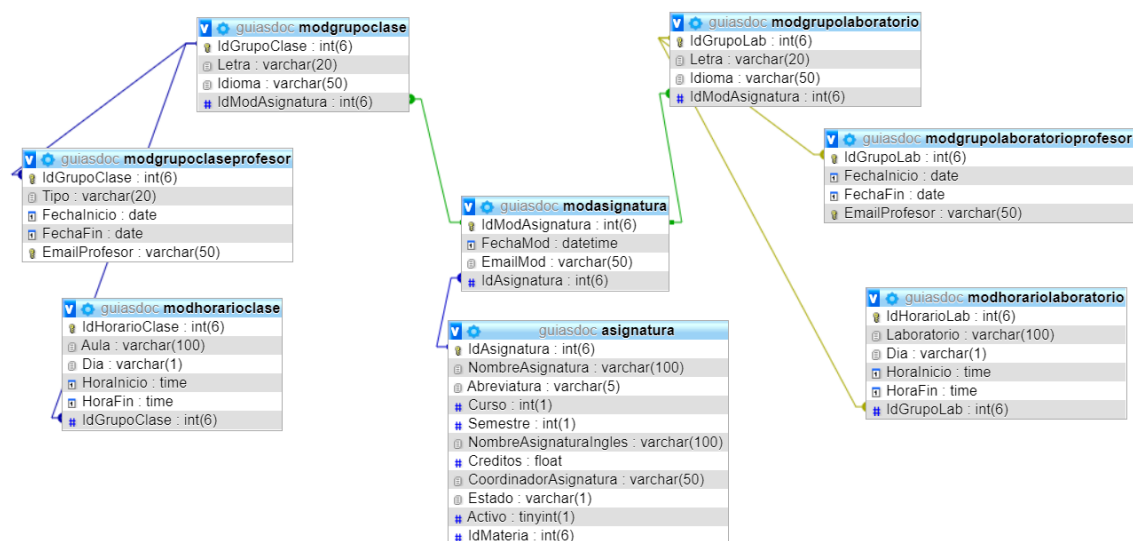 guiasdoc modgrupoclase
IdGrupoClase : int(6)
Letra : varchar(20)
Idioma : varchar(50)
IdModAsignatura : int(6)
guiasdoc modgrupolaboratorio
IdGrupoLab : int(6)
Letra : varchar(20)
Idioma : varchar(50)
IdModAsignatura : int(6)
guiasdoc modgrupoclaseprofesor
IdGrupoClase : int(6)
Tipo : varchar(20)
FechaInicio : date
FechaFin : date
EmailProfesor : varchar(50)
guiasdoc modgrupolaboratorioprofesor
IdGrupoLab : int(6)
FechaInicio : date
FechaFin : date
EmailProfesor : varchar(50)
guiasdoc modasignatura
IdModAsignatura : int(6)
FechaMod : datetime
EmailMod : varchar(50)
IdAsignatura : int(6)
guiasdoc modhorarioclase
IdHorarioClase : int(6)
Aula : varchar(100)
Dia : varchar(1)
HoraInicio : time
HoraFin : time
IdGrupoClase : int(6)
guiasdoc modhorariolaboratorio
IdHorarioLab : int(6)
Laboratorio : varchar(100)
Dia : varchar(1)
HoraInicio : time
HoraFin : time
IdGrupoLab : int(6)
guiasdoc asignatura
IdAsignatura : int(6)
NombreAsignatura : varchar(100)
Abreviatura : varchar(5)
Curso : int(1)
Semestre : int(1)
NombreAsignaturaIngles : varchar(100)
Creditos : float
CoordinadorAsignatura : varchar(50)
Estado : varchar(1)
Activo : tinyint(1)
IdMateria : int(6)